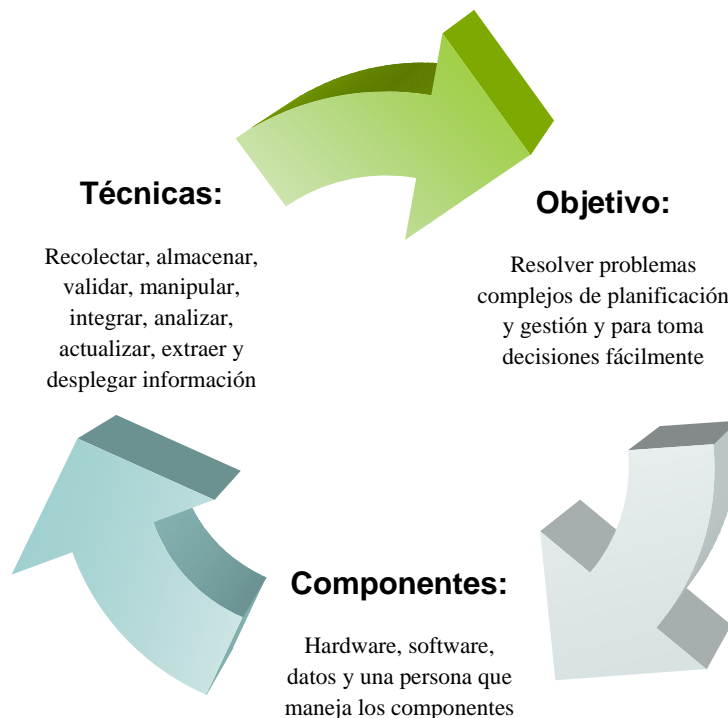 Técnicas:
Recolectar, almacenar,
validar, manipular,
integrar, analizar,
actualizar, extraer y
desplegar información
Objetivo:
Resolver problemas
complejos de planificación
y gestión y para toma
decisiones fácilmente
Componentes:
Hardware, software,
datos y una persona que
maneja los componentes